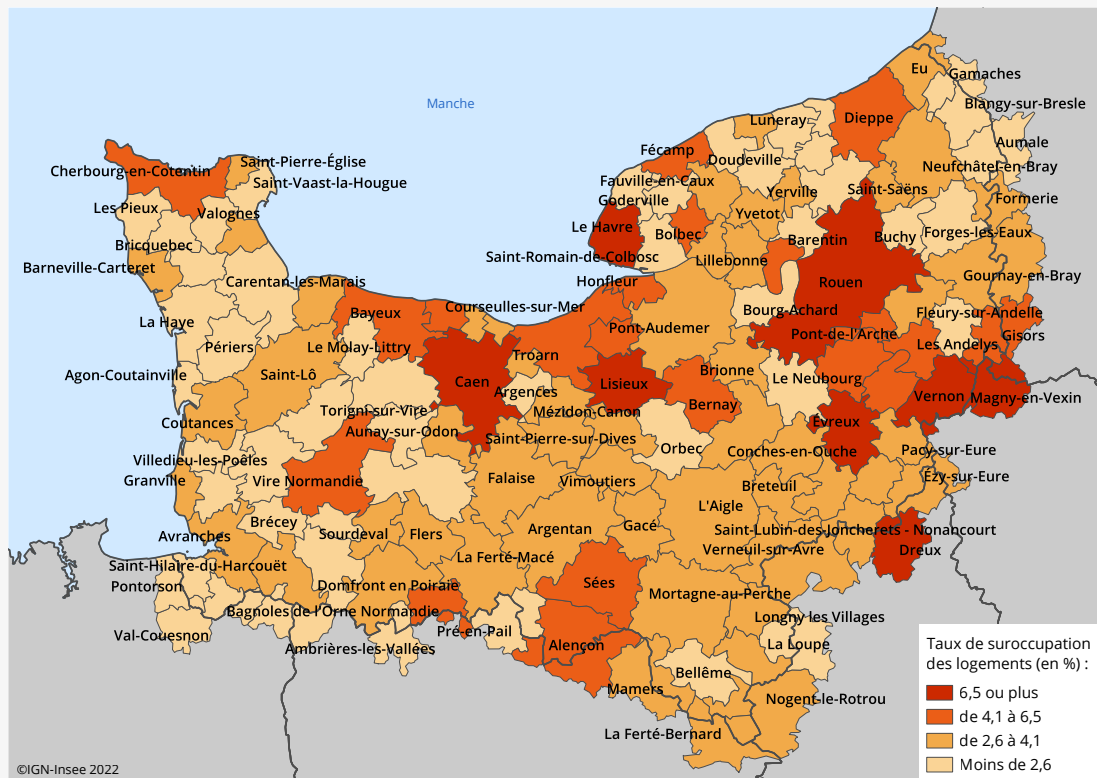 Eu
Gamaches
Manche
Blangy-sur-Bresle
Luneray
Dieppe
Aumale
Fécamp
Doudeville
Saint-Pierre-Église
Neufchâtel-en-Bray
Cherbourg-en-Cotentin
Saint-Vaast-la-Hougue
Fauville-en-Caux
Yerville
Saint-Saëns
Formerie
Les Pieux
Valognes
Goderville
Yvetot
Le Havre
Bolbec
Barentin
Buchy
Forges-les-Eaux
Bricquebec
Saint-Romain-de-Colbosc
Lillebonne
Barneville-Carteret
Carentan-les-Marais
Honfleur
Rouen
Gournay-en-Bray
Courseulles-sur-Mer
Bourg-Achard
Fleury-sur-Andelle
La Haye
Bayeux
Pont-Audemer
Pont-de-l'Arche
Gisors
Périers
Le Molay-Littry
Troarn
Les Andelys
Agon-Coutainville
Saint-Lô
Caen
Lisieux
Brionne
Le Neubourg
Argences
Vernon
Magny-en-Vexin
Torigni-sur-Vire
Mézidon-Canon
Bernay
Coutances
Aunay-sur-Odon
Évreux
Saint-Pierre-sur-Dives
Orbec
Conches-en-Ouche
Pacy-sur-Eure
Villedieu-les-Poêles
Granville
Vire Normandie
Falaise
Vimoutiers
Breteuil
Ézy-sur-Eure
L'Aigle
Brécey
Sourdeval
Flers
Argentan
Gacé
Saint-Lubin-des-Joncherets - Nonancourt
Avranches
La Ferté-Macé
Verneuil-sur-Avre
Dreux
Saint-Hilaire-du-Harcouët
Pontorson
Domfront en Poiraie
Sées
Mortagne-au-Perche
Bagnoles de l'Orne Normandie
Longny les Villages
Val-Couesnon
Pré-en-Pail
Alençon
La Loupe
Ambrières-les-Vallées
Bellême
Mamers
Nogent-le-Rotrou
La Ferté-Bernard
Taux de suroccupation
des logements (en %) :
6,5 ou plus
de 4,1 à 6,5
de 2,6 à 4,1
Moins de 2,6
©IGN-Insee 2022